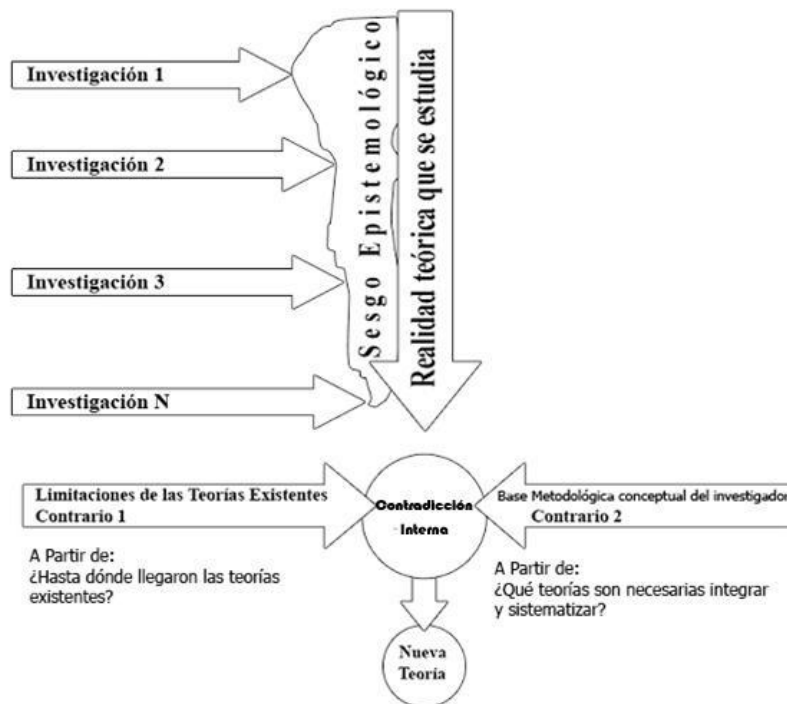 Investigación 1
Investigación 2
Investigación 3
Investigación N
Sesgo Epistemológico
Realidad teórica que se estudia
Limitaciones de las Teorías Existentes
Contrario 1
Contradicción
Interna
Base Metodológica conceptual del investigador
Contrario 2
A Partir de:
¿Hasta dónde llegaron las teorías
existentes?
A Partir de:
¿Qué teorías son necesarias integrar
y sistematizar?
Nueva
Teoría